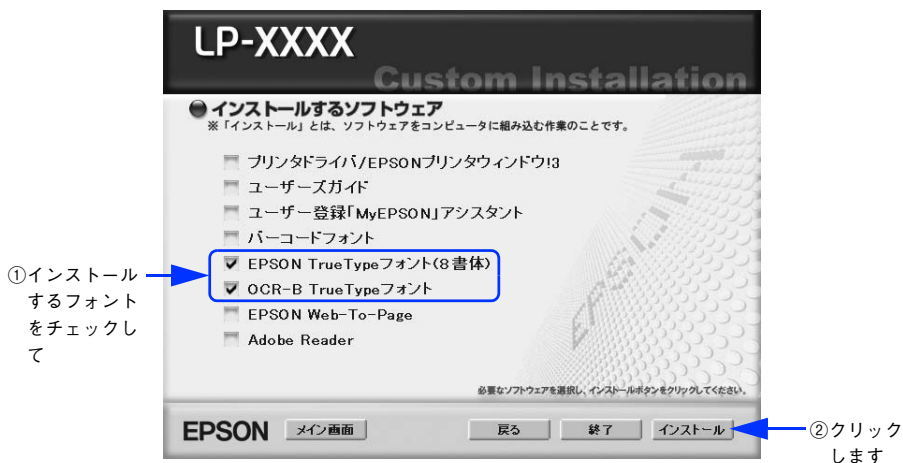 LP-XXXX
Custom Installation
インストールするソフトウェア
※「インストール」とは、ソフトウェアをコンピュータに組み込む作業のことです。
プリンタドライバ/EPSONプリンタウィンドウ!3
ユーザーズガイド
ユーザー登録「MyEPSON」アシスタント
バーコードフォント
EPSON TrueTypeフォント(8書体)
OCR-B TrueTypeフォント
EPSON Web-To-Page
Adobe Reader
①インストール
するフォント
をチェックし
て
EPSON
必要なソフトウェアを選択し、インストールボタンをクリックしてください。
EPSON
メイン画面
戻る
終了
インストール
②クリック
します